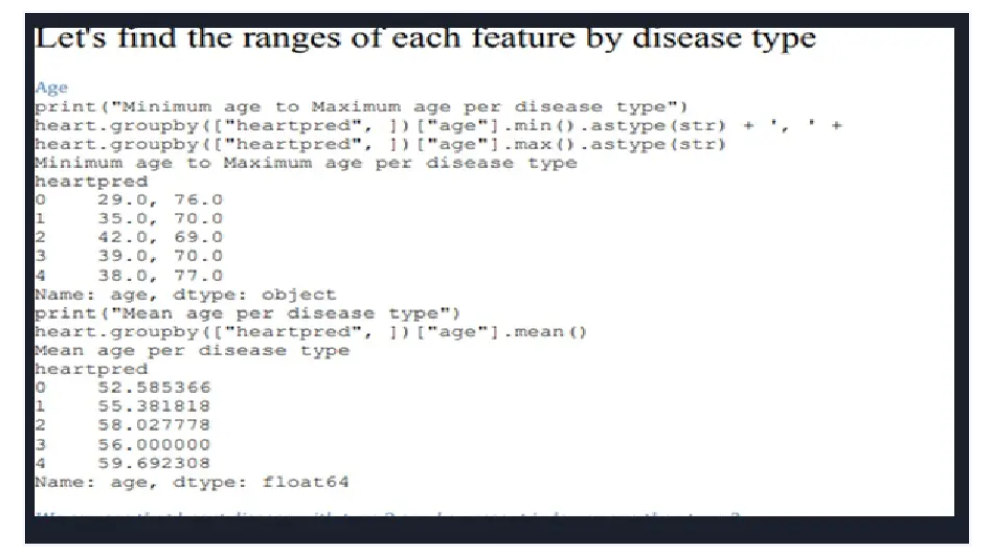 Let's find the ranges of each feature by disease type
Age
print("Minimum age to Maximum age per disease type")
heart.groupby(["heartpred", ])["age"].min().astype(str) + ', ' +
heart.groupby(["heartpred", ])["age"].max().astype(str)
Minimum age to Maximum age per disease type
heartpred
0 29.0, 76.0
1 35.0, 70.0
2 42.0, 69.0
3 39.0, 70.0
4 38.0, 77.0
Name: age, dtype: object
print("Mean age per disease type")
heart.groupby(["heartpred", ])["age"].mean()
Mean age per disease type
heartpred
0 52.585366
1 55.381818
2 58.027778
3 56.000000
4 59.692308
Name: age, dtype: float64